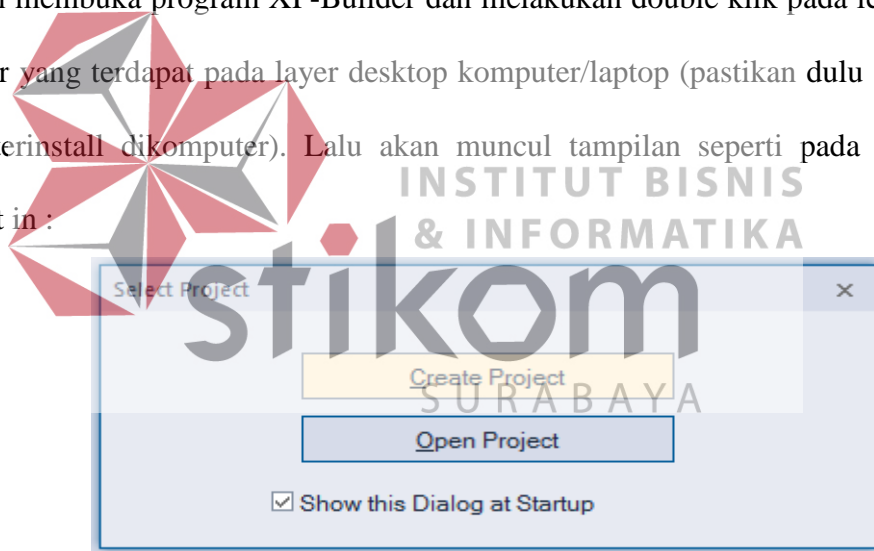 membuka program XP-Builder dan melakukan double klik pada
r yang terdapat pada layer desktop komputer/laptop (pastikan dulu
erinstall dikomputer). Lalu akan muncul tampilan seperti pada
t in :
INSTITUT BISNIS
& INFORMATIKA
stikom
SURABAYA
Select Project
Create Project
Open Project
Show this Dialog at Startup